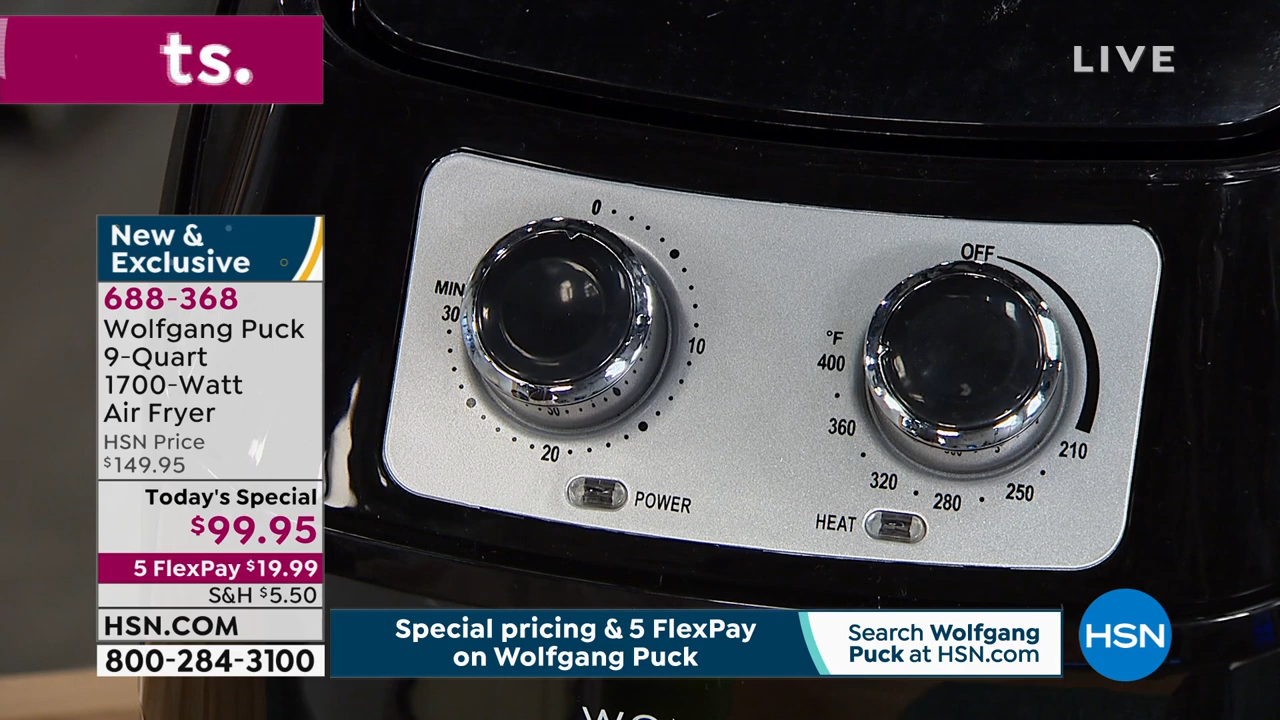 ts.
LIVE
New &
Exclusive
688-368
Wolfgang Puck
9-Quart
1700-Watt
Air Fryer
HSN Price
$149.95
Today's Special
$99.95
5 FlexPay $19.99
S&H $5.50
HSN.COM
800-284-3100
0
MIN
30
10
20
30
POWER
OFF
°F
400
360
320
280
250
210
HEAT
Special pricing & 5 FlexPay
on Wolfgang Puck
Search Wolfgang
Puck at HSN.com
HSN